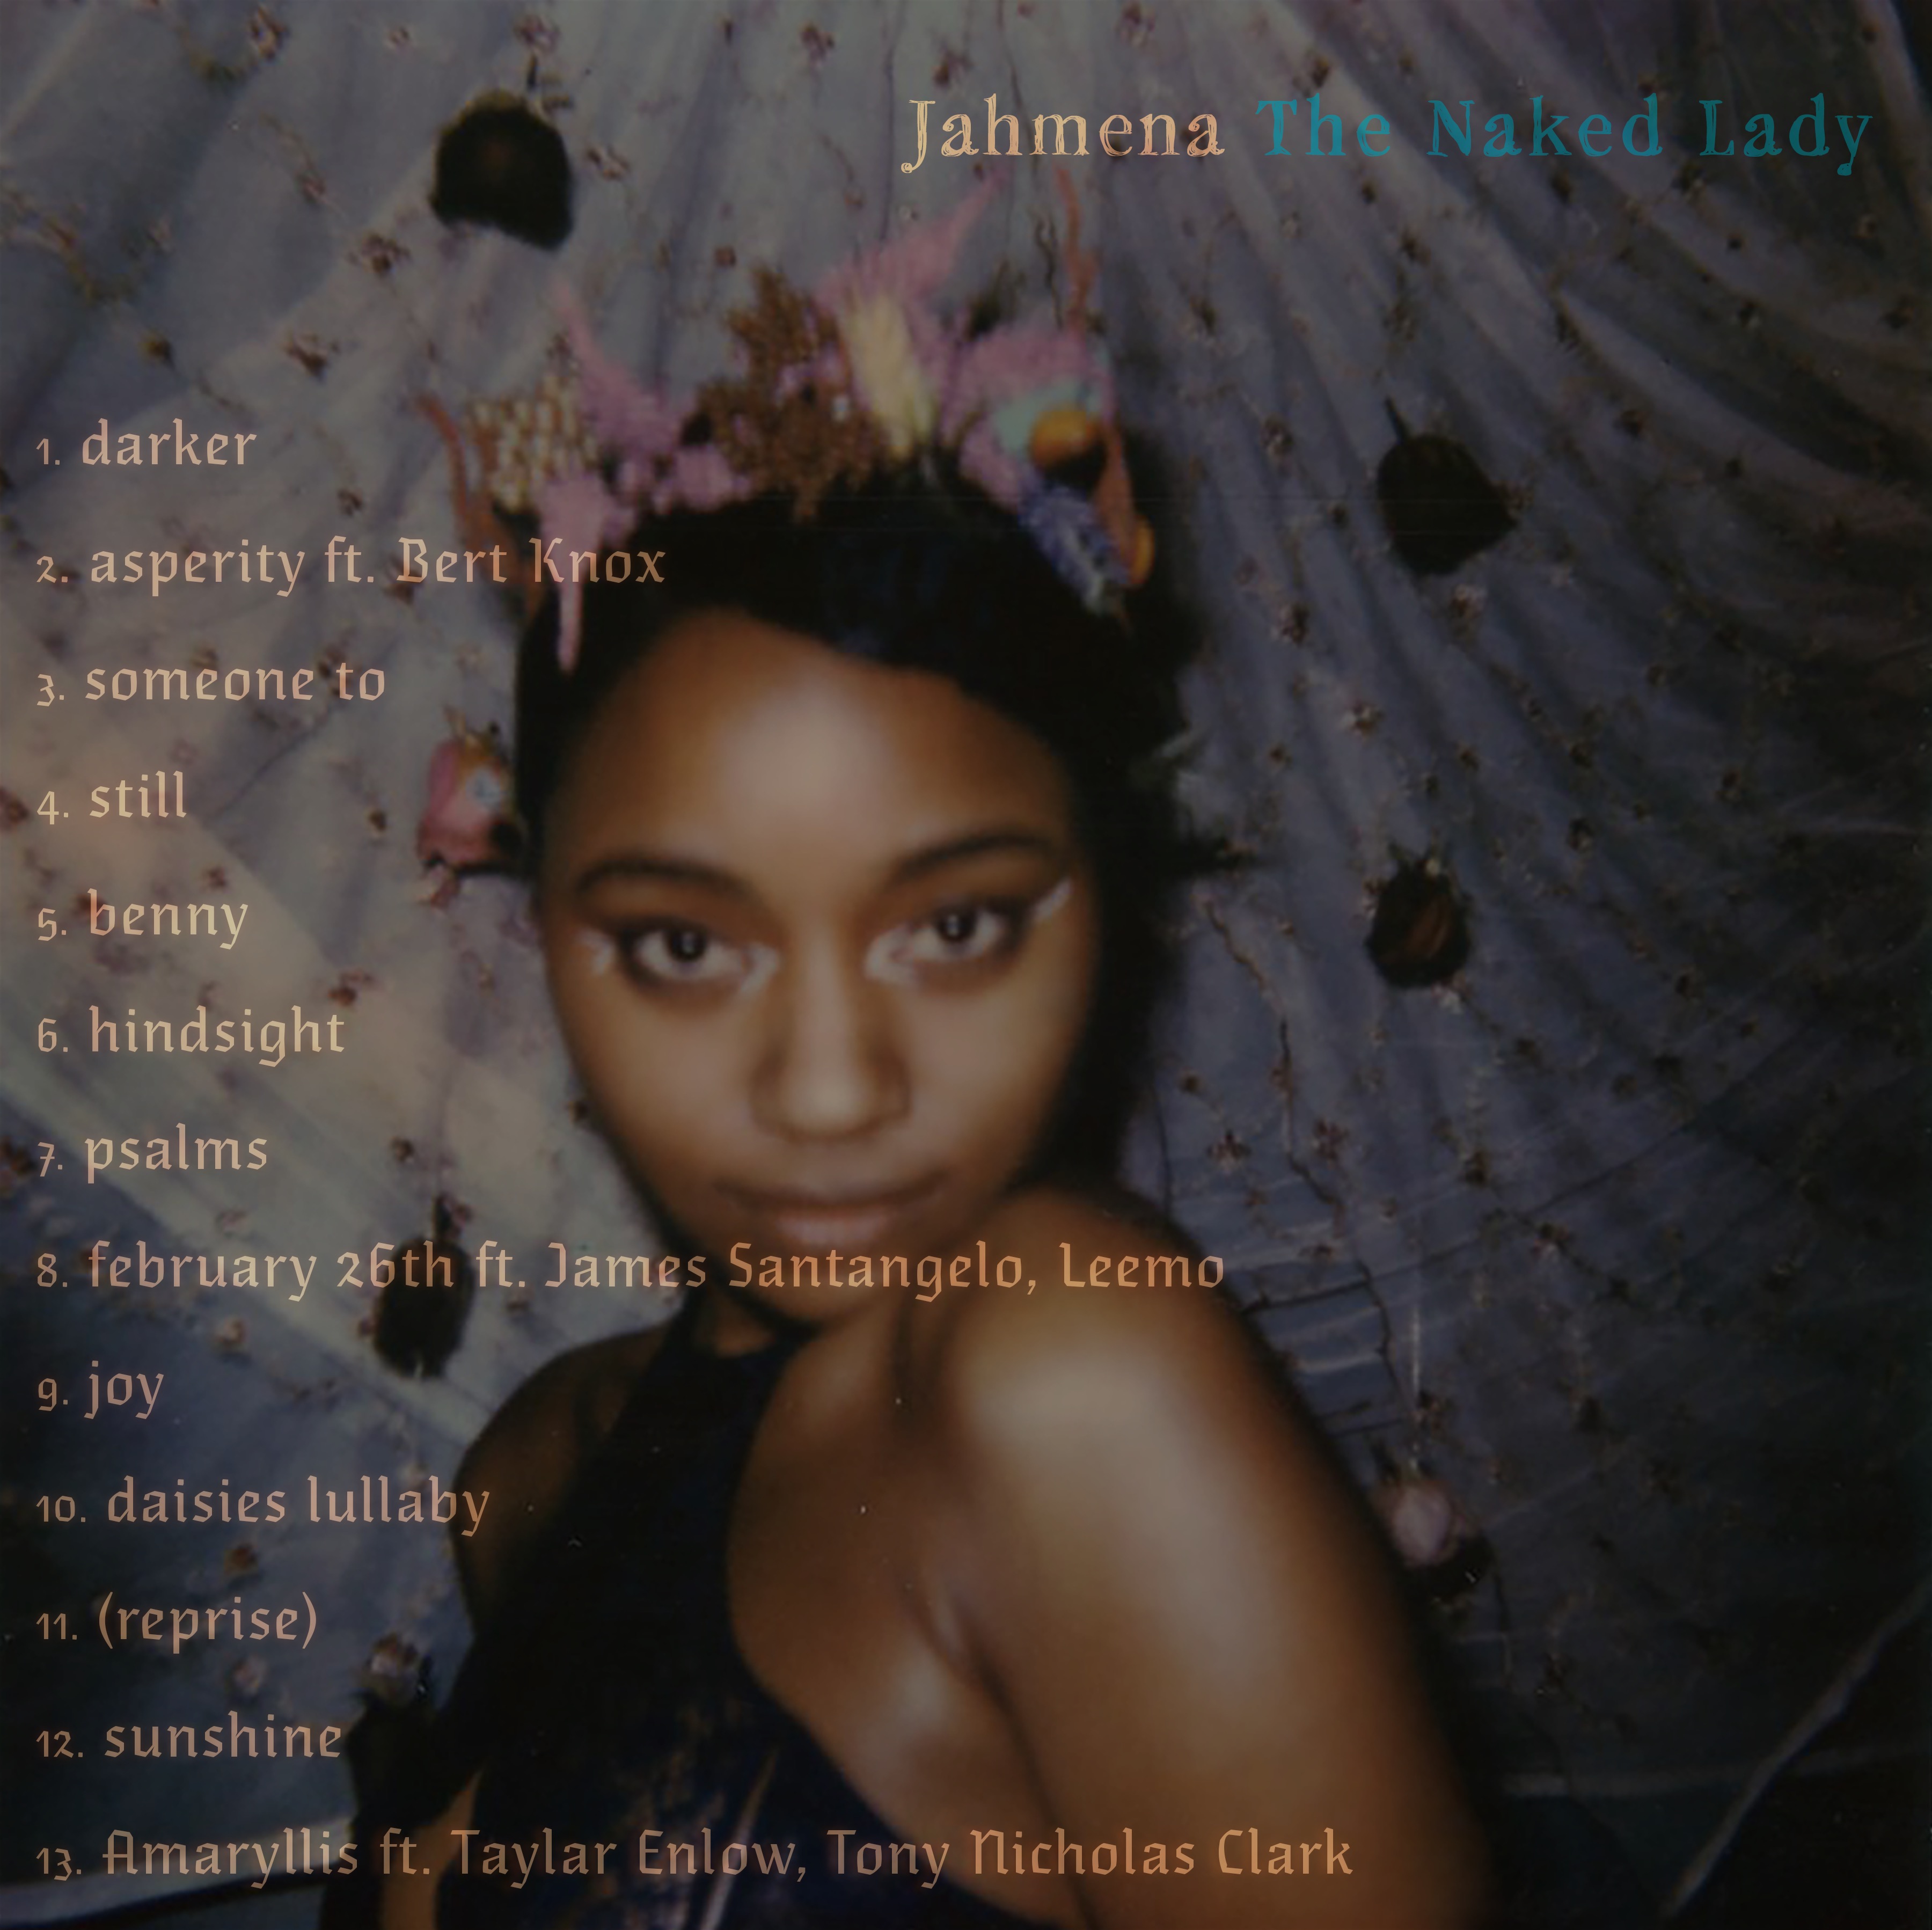 Jahmena The Naked Lady
1. darker
2. asperity ft. Bert Knox
3. someone to
4. still
5. benny
6. hindsight
7. psalms
8. february 26th ft. James Santangelo, Leemo
9. joy
10. daisies lullaby
11. (reprise)
12. sunshine
13. Amaryllis ft. Taylar Enlow, Tony Nicholas Clark